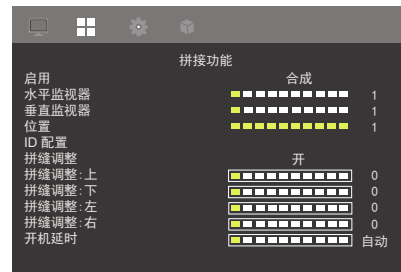 拼接功能
启用 合成
水平监视器 1
垂直监视器 1
位置 1
ID 配置
拼缝调整 开
拼缝调整:上 0
拼缝调整:下 0
拼缝调整:左 0
拼缝调整:右 0
开机延时 自动